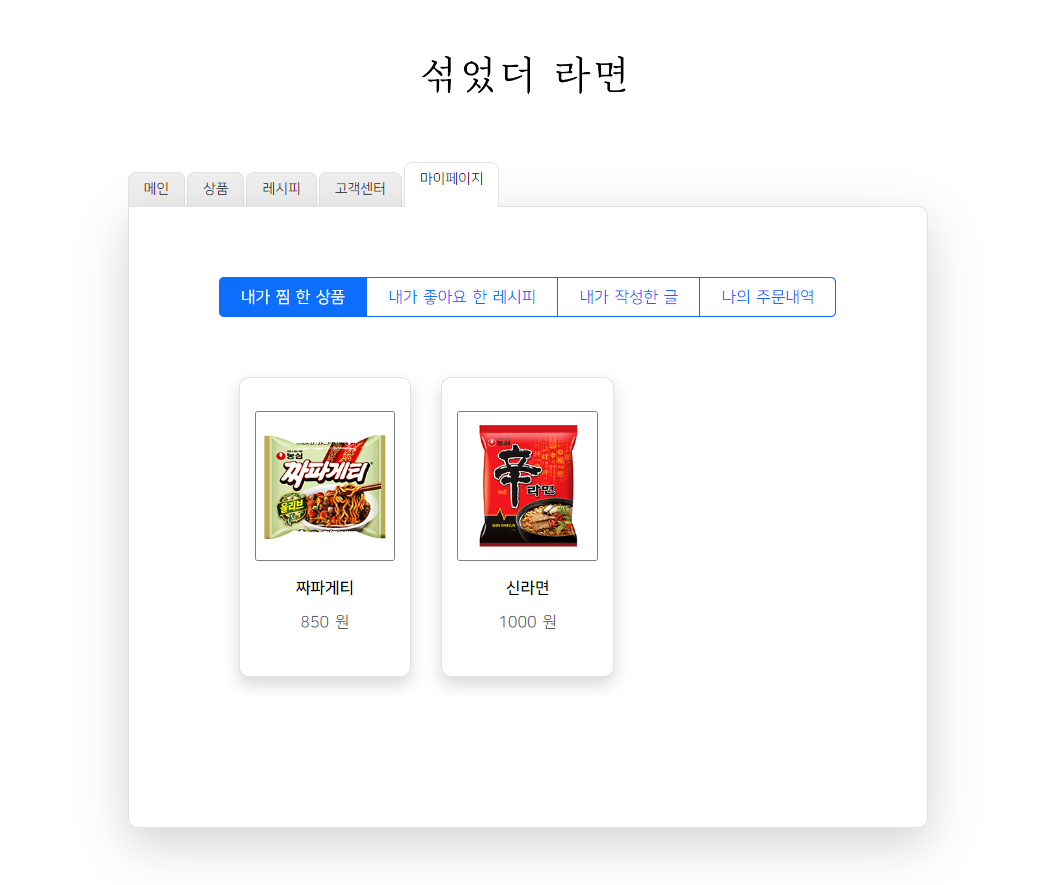 섞었더 라면
메인
상품
레시피
고객센터
마이페이지
내가 찜 한 상품
내가 좋아요 한 레시피
내가 작성한 글
나의 주문내역
농심
짜파게티
올리브
농심
辛
라면
SHIN RAMYUN
짜파게티
신라면
850 원
1000 원